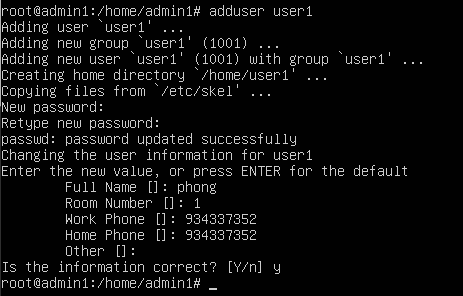 root@admin1:/home/admin1# adduser user1
Adding user `user1' ...
Adding new group `user1' (1001) ...
Adding new user `user1' (1001) with group `user1' ...
Creating home directory `/home/user1' ...
Copying files from `/etc/skel' ...
New password:
Retype new password:
passwd: password updated successfully
Changing the user information for user1
Enter the new value, or press ENTER for the default
        Full Name []: phong
        Room Number []: 1
        Work Phone []: 934337352
        Home Phone []: 934337352
        Other []:
Is the information correct? [Y/n] y
root@admin1:/home/admin1# _